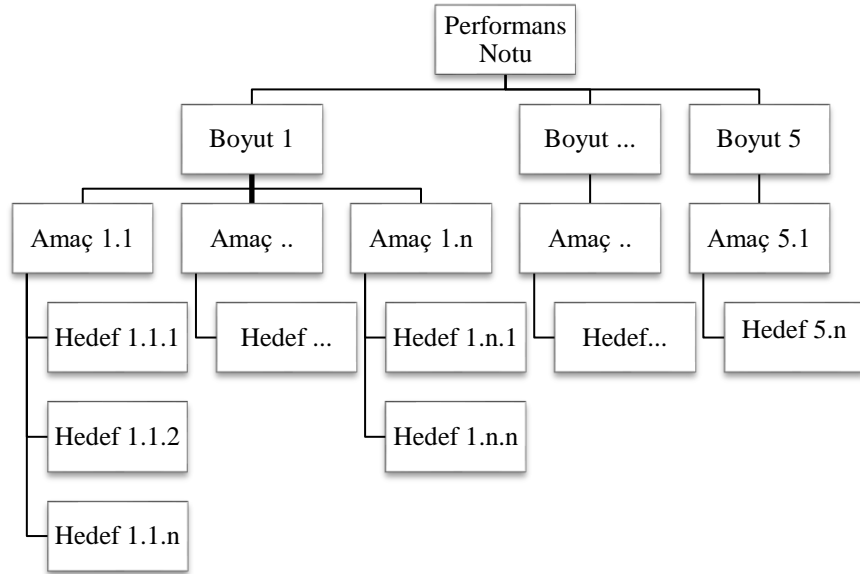 Performans
Notu
Boyut 1
Boyut ...
Boyut 5
Amaç 1.1
Amaç ..
Amaç 1.n
Amaç ..
Amaç 5.1
Hedef 1.1.1
Hedef ...
Hedef 1.n.1
Hedef...
Hedef 5.n
Hedef 1.1.2
Hedef 1.n.n
Hedef 1.1.n